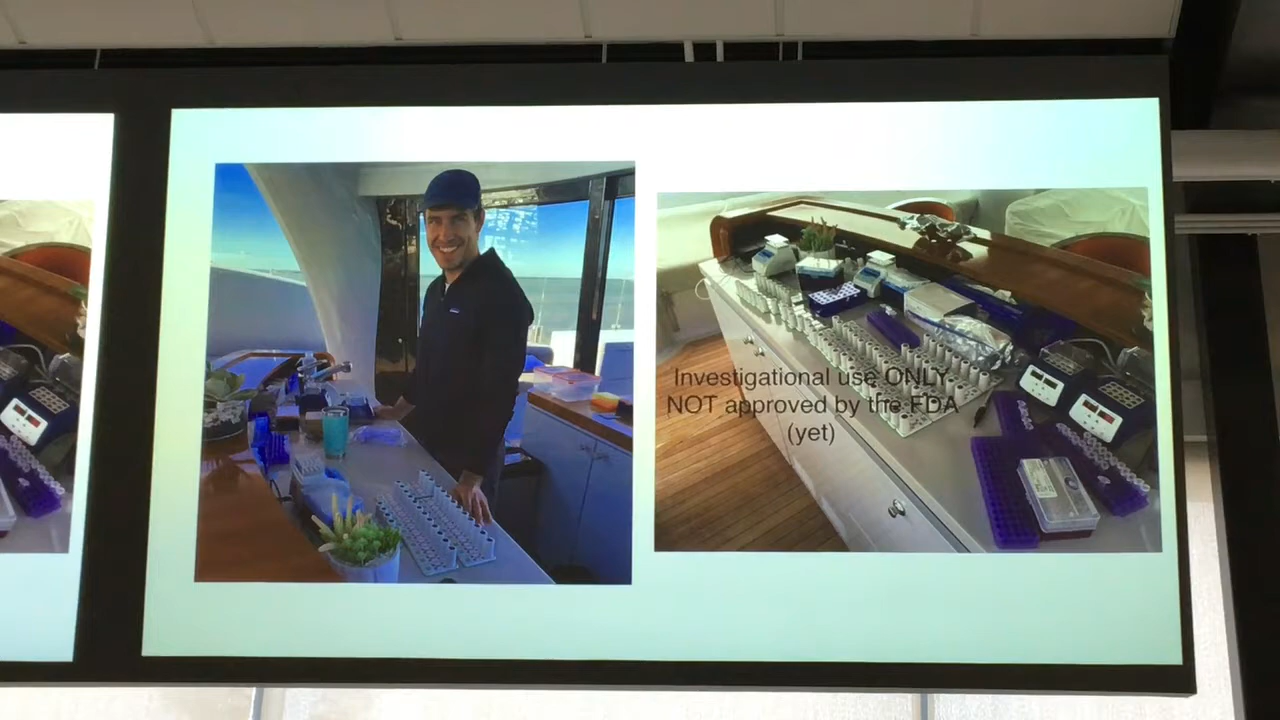 Investigational use ONLY
NOT approved by the FDA
(yet)